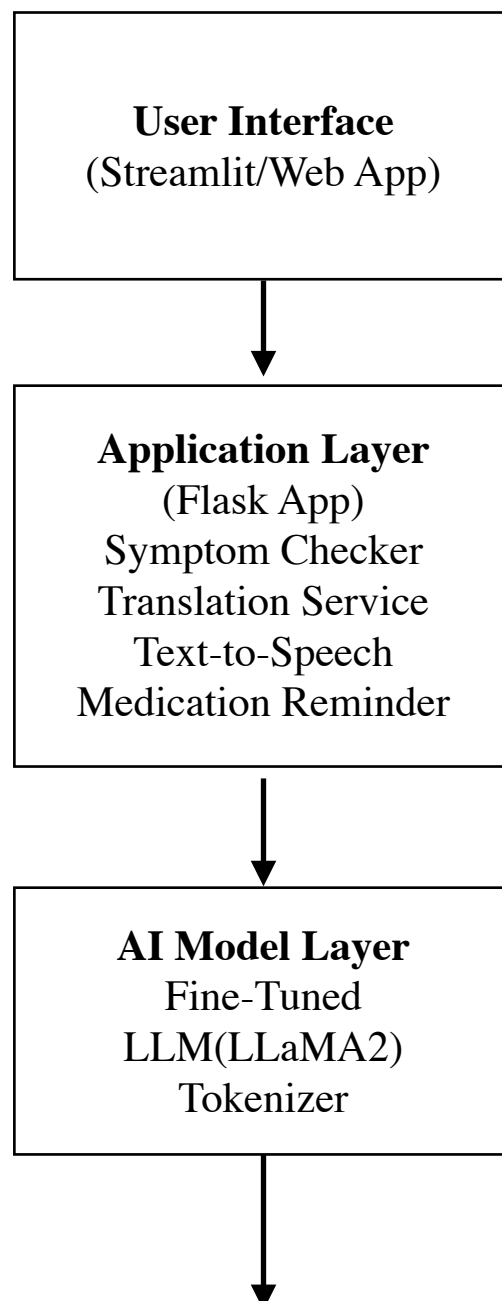 User Interface
(Streamlit/Web App)
Application Layer
(Flask App)
Symptom Checker
Translation Service
Text-to-Speech
Medication Reminder
AI Model Layer
Fine-Tuned
LLM(LLaMA2)
Tokenizer